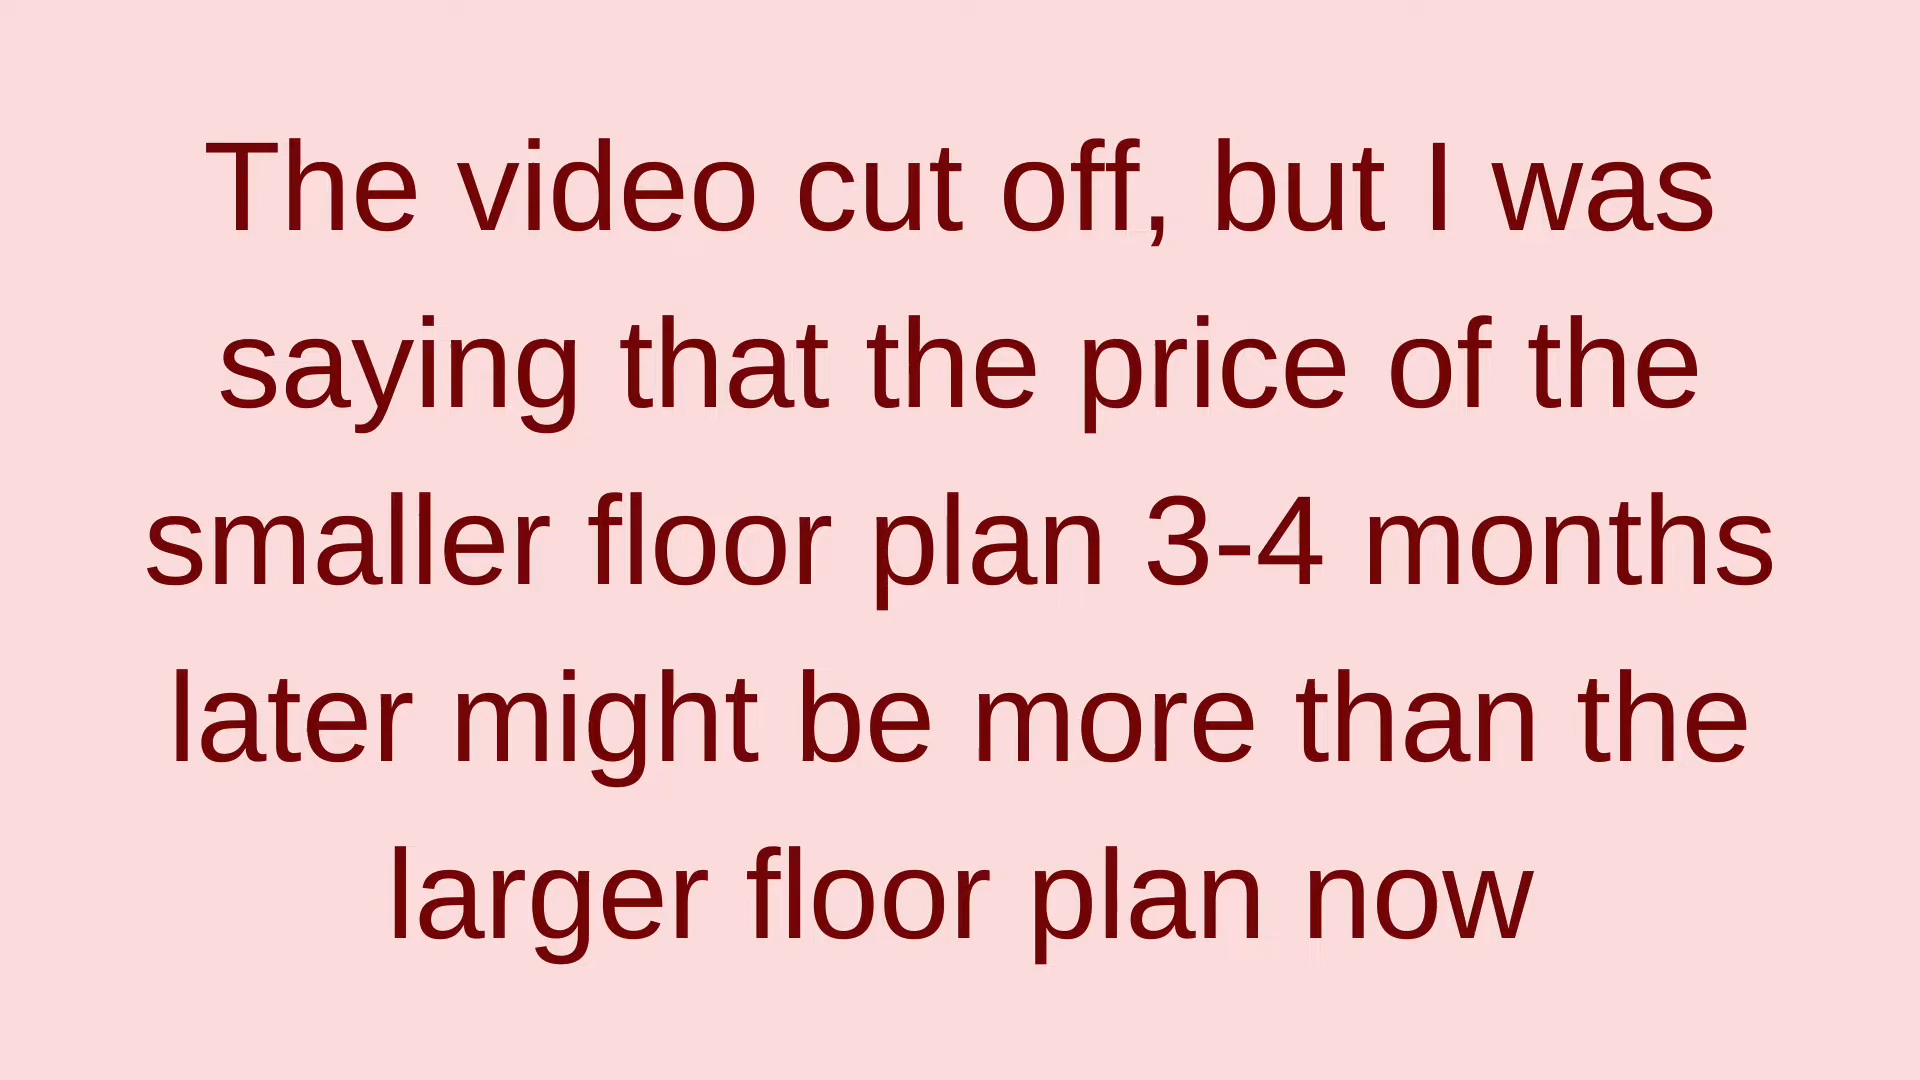 The video cut off, but I was
saying that the price of the
smaller floor plan 3-4 months
later might be more than the
larger floor plan now